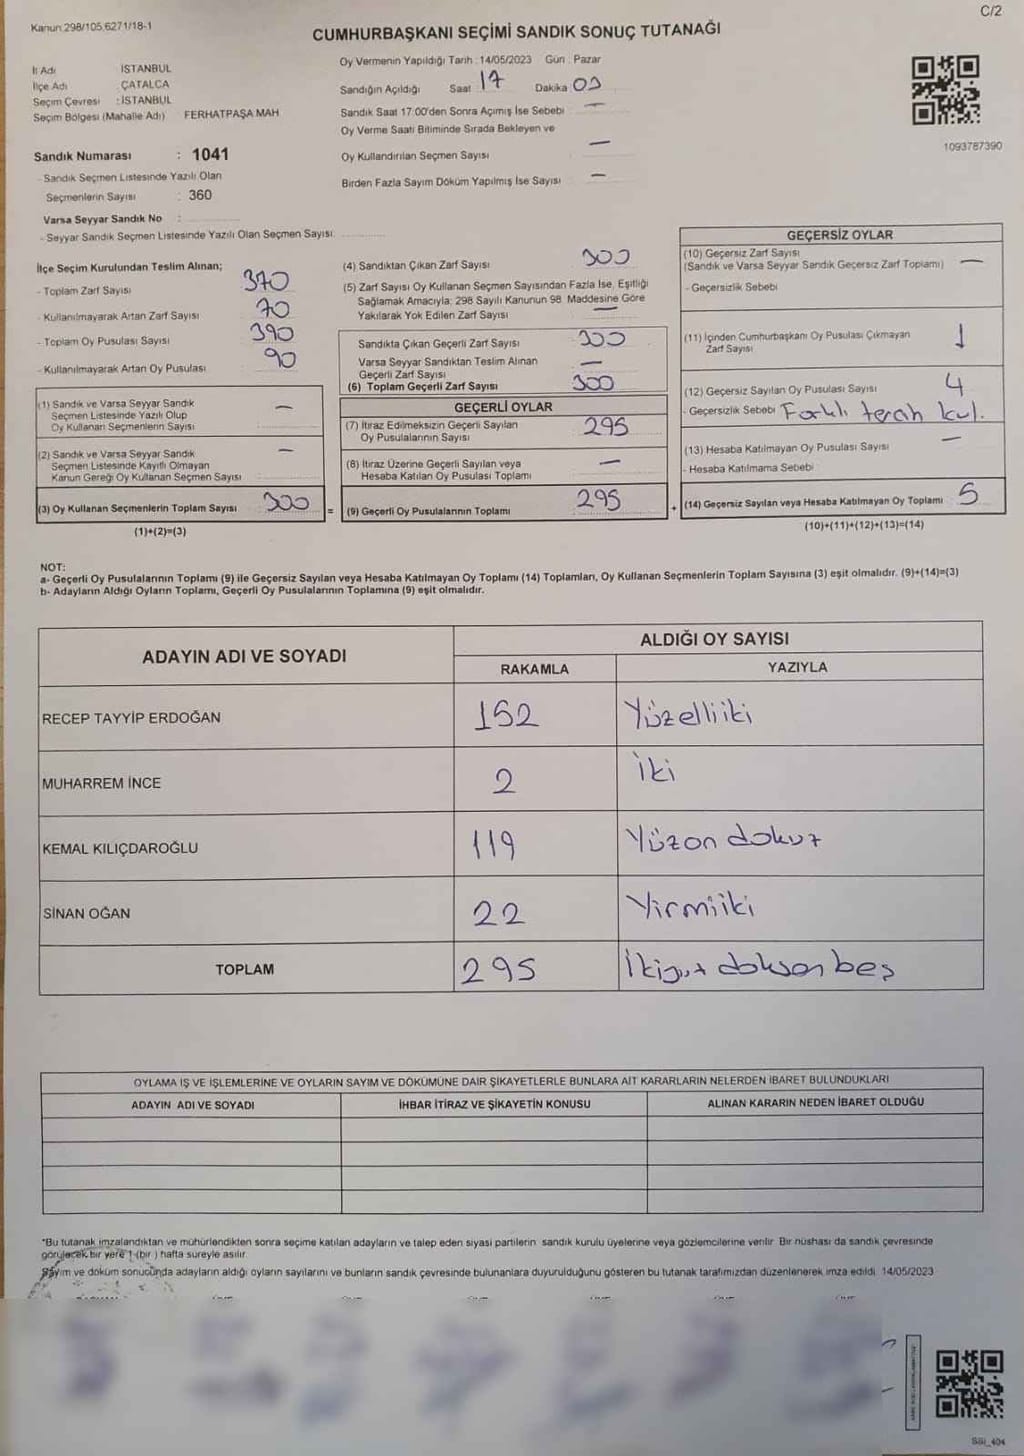 C/2
Kanun 298/105,6271/18-1
CUMHURBAŞKANI SEÇİMİ SANDIK SONUÇ TUTANAĞI
İl Adı İSTANBUL
İlçe Adı : ÇATALCA
Seçim Çevresi : İSTANBUL
Seçim Bölgesi (Mahalle Adı) FERHATPAŞA MAH
Sandık Numarası : 1041
- Sandık Seçmen Listesinde Yazılı Olan
Seçmenlerin Sayısı : 360
Varsa Seyyar Sandık No :
- Seyyar Sandık Seçmen Listesinde Yazılı Olan Seçmen Sayısı:
Oy Vermenin Yapıldığı Tarih : 14/05/2023 Gün : Pazar
Sandığın Açıldığı Saat 17 Dakika 03
Sandık Saat 17:00'den Sonra Açımış İse Sebebi —
Oy Verme Saati Bitiminde Sırada Bekleyen ve
Oy Kullandırılan Seçmen Sayısı —
Birden Fazla Sayım Döküm Yapılmış İse Sayısı —
1093787390
İlçe Seçim Kurulundan Teslim Alınan;
- Toplam Zarf Sayısı 370
- Kullanılmayarak Artan Zarf Sayısı 70
- Toplam Oy Pusulası Sayısı 390
- Kullanılmayarak Artan Oy Pusulası 90
(1) Sandık ve Varsa Seyyar Sandık
Seçmen Listesinde Yazılı Olup
Oy Kullanan Seçmenlerin Sayısı —
(2) Sandık ve Varsa Seyyar Sandık
Seçmen Listesinde Kayıtlı Olmayan
Kanun Gereği Oy Kullanan Seçmen Sayısı —
(3) Oy Kullanan Seçmenlerin Toplam Sayısı 300
(1)+(2)=(3)
(4) Sandıktan Çıkan Zarf Sayısı 300
(5) Zarf Sayısı Oy Kullanan Seçmen Sayısından Fazla İse, Eşitliği
Sağlamak Amacıyla; 298 Sayılı Kanunun 98. Maddesine Göre
Yakılarak Yok Edilen Zarf Sayısı —
Sandıkta Çıkan Geçerli Zarf Sayısı 300
Varsa Seyyar Sandıktan Teslim Alınan
Geçerli Zarf Sayısı —
(6) Toplam Geçerli Zarf Sayısı 300
GEÇERLİ OYLAR
(7) İtiraz Edilmeksizin Geçerli Sayılan
Oy Pusulalarının Sayısı 295
(8) İtiraz Üzerine Geçerli Sayılan veya
Hesaba Katılan Oy Pusulası Toplamı —
= (9) Geçerli Oy Pusulalarının Toplamı 295
GEÇERSİZ OYLAR
(10) Geçersiz Zarf Sayısı
(Sandık ve Varsa Seyyar Sandık Geçersiz Zarf Toplamı) —
- Geçersizlik Sebebi
(11) İçinden Cumhurbaşkanı Oy Pusulası Çıkmayan
Zarf Sayısı 1
(12) Geçersiz Sayılan Oy Pusulası Sayısı 4
- Geçersizlik Sebebi Farklı tercih kul.
(13) Hesaba Katılmayan Oy Pusulası Sayısı —
- Hesaba Katılmama Sebebi
+ (14) Geçersiz Sayılan veya Hesaba Katılmayan Oy Toplamı 5
(10)+(11)+(12)+(13)=(14)
NOT:
a- Geçerli Oy Pusulalarının Toplamı (9) ile Geçersiz Sayılan veya Hesaba Katılmayan Oy Toplamı (14) Toplamları, Oy Kullanan Seçmenlerin Toplam Sayısına (3) eşit olmalıdır. (9)+(14)=(3)
b- Adayların Aldığı Oyların Toplamı, Geçerli Oy Pusulalarının Toplamına (9) eşit olmalıdır.
ADAYIN ADI VE SOYADI ALDIĞI OY SAYISI
RAKAMLA YAZIYLA
RECEP TAYYİP ERDOĞAN 152 Yüzelliiki
MUHARREM İNCE 2 İki
KEMAL KILIÇDAROĞLU 119 Yüzon dokuz
SİNAN OĞAN 22 Yirmiiki
TOPLAM 295 İkiyüz doksan beş
OYLAMA İŞ VE İŞLEMLERİNE VE OYLARIN SAYIM VE DÖKÜMÜNE DAİR ŞİKAYETLERLE BUNLARA AİT KARARLARIN NELERDEN İBARET BULUNDUKLARI
ADAYIN ADI VE SOYADI İHBAR İTİRAZ VE ŞİKAYETİN KONUSU ALINAN KARARIN NEDEN İBARET OLDUĞU
*Bu tutanak imzalandıktan ve mühürlendikten sonra seçime katılan adayların ve talep eden siyasi partilerin sandık kurulu üyelerine veya gözlemcilerine verilir. Bir nüshası da sandık çevresinde
görülecek bir yere 1 (bir ) hafta süreyle asılır.
Sayım ve döküm sonucunda adayların aldığı oyların sayılarını ve bunların sandık çevresinde bulunanlara duyurulduğunu gösteren bu tutanak tarafımızdan düzenlenerek imza edildi. 14/05/2023
SSI_404